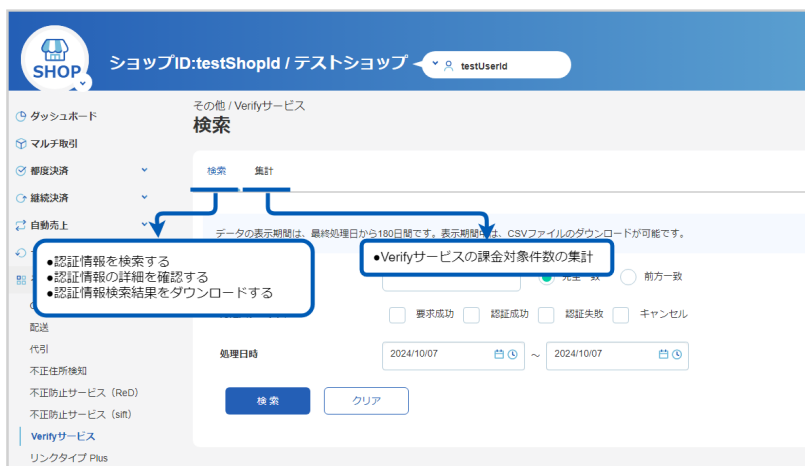 SHOP
ショップID:testShopId / テストショップ
testUserId
ダッシュボード
マルチ取引
都度決済
継続決済
自動売上
その他 / Verifyサービス
検索
検索 集計
データの表示期間は、最終処理日から180日間です。表示期間中は、CSVファイルのダウンロードが可能です。
●認証情報を検索する
●認証情報の詳細を確認する
●認証情報検索結果をダウンロードする
●Verifyサービスの課金対象件数の集計
完全一致 前方一致
要求成功 認証成功 認証失敗 キャンセル
処理日時 2024/10/07 ~ 2024/10/07
検索 クリア
配送
代引
不正住所検知
不正防止サービス（ReD）
不正防止サービス（sift）
Verifyサービス
リンクタイプ Plus